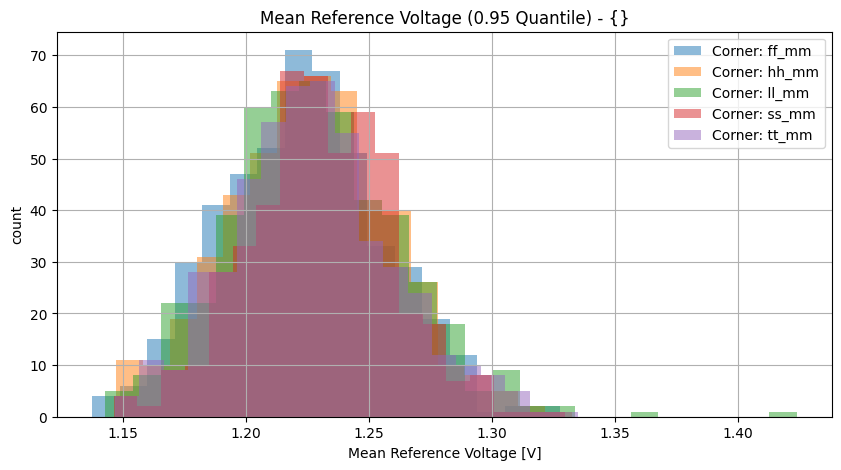 Mean Reference Voltage (0.95 Quantile) - {}
Corner: ff_mm
Corner: hh_mm
Corner: ll_mm
Corner: ss_mm
Corner: tt_mm
count
70
60
50
40
30
20
10
0
1.15 1.20 1.25 1.30 1.35 1.40
Mean Reference Voltage [V]